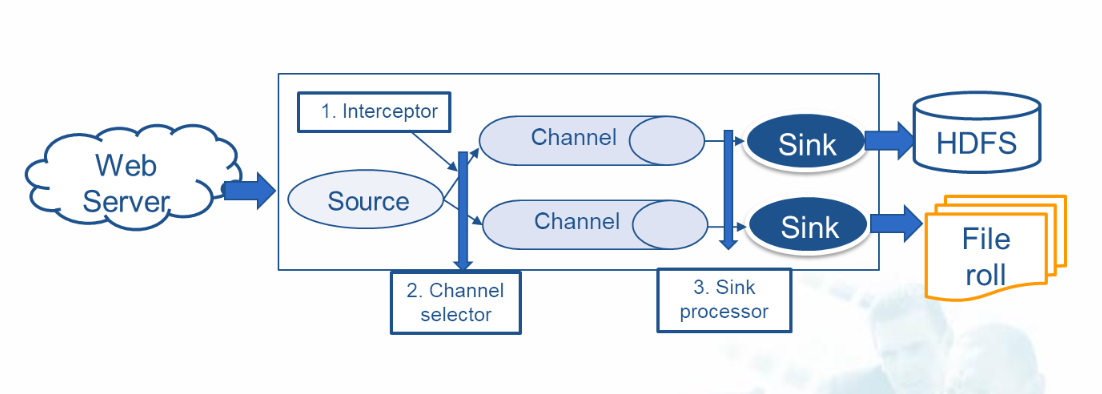 Web
Server
1. Interceptor
Source
2. Channel
selector
Channel
Channel
3. Sink
processor
Sink
Sink
HDFS
File
roll